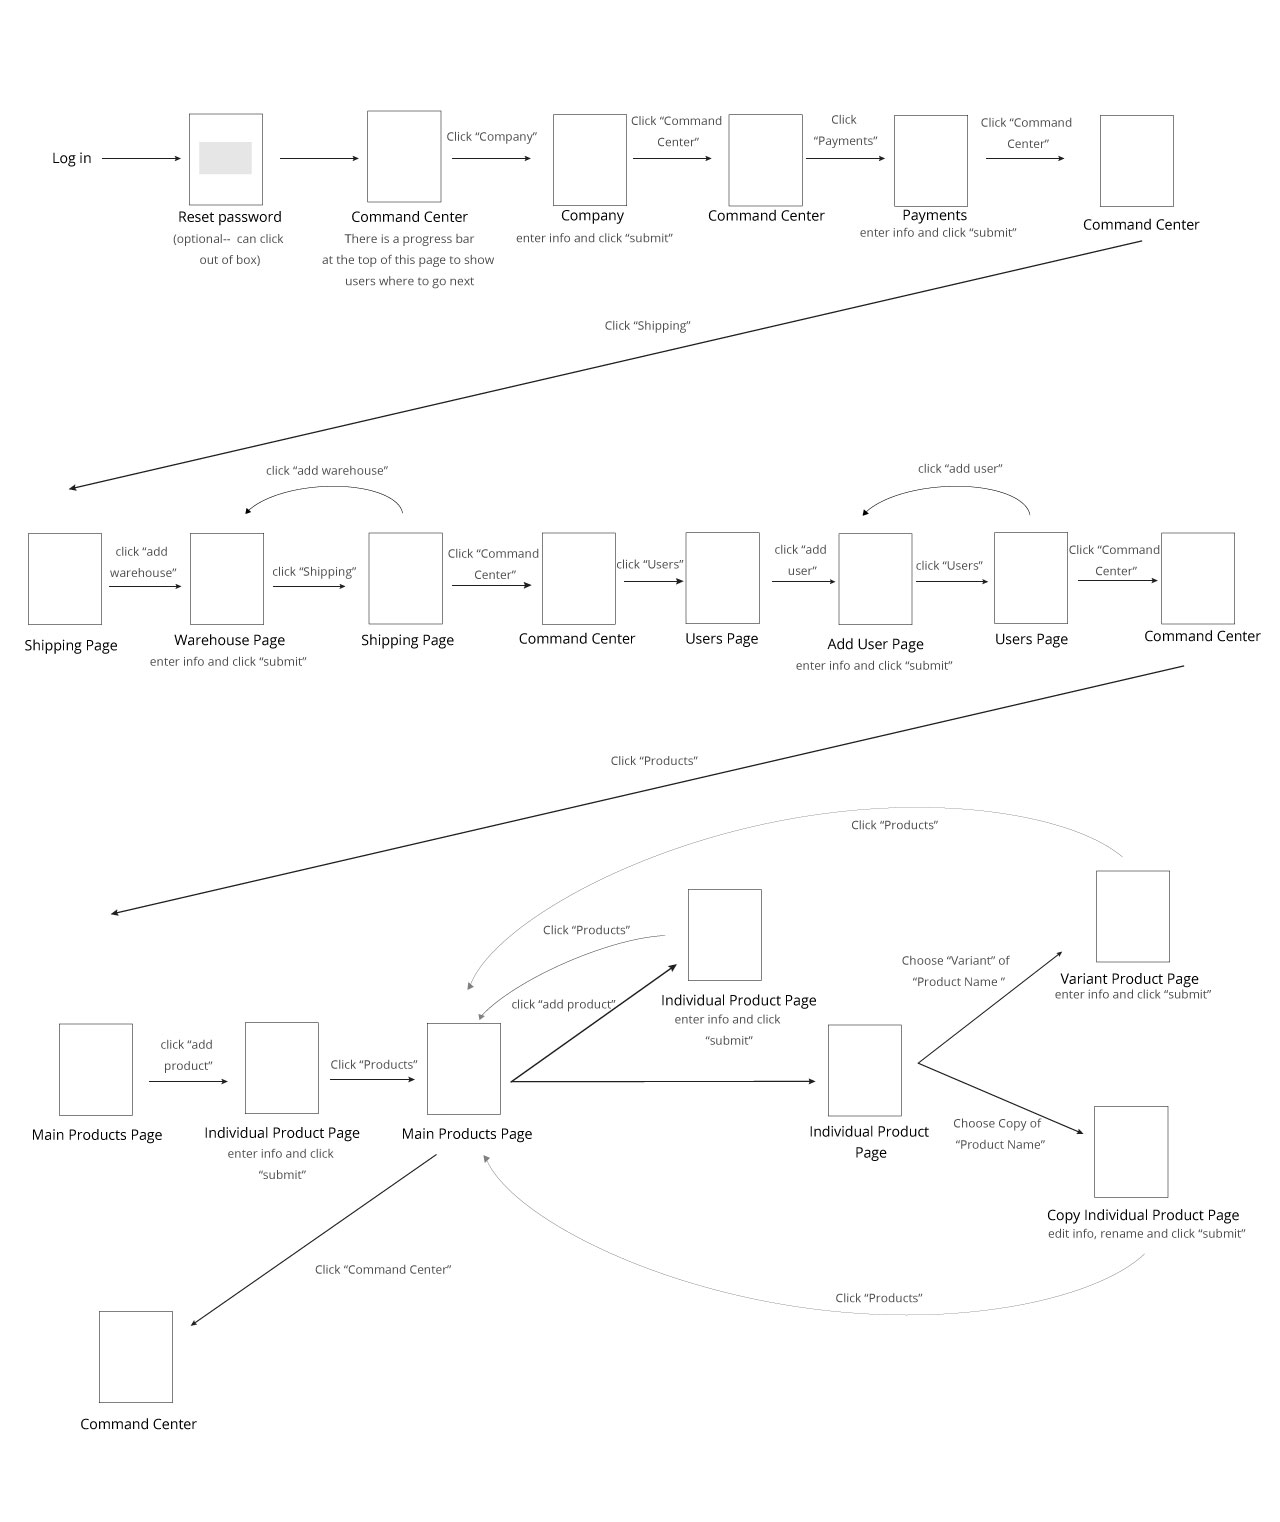 Log in
Reset password
(optional--  can click
out of box)
Command Center
There is a progress bar
at the top of this page to show
users where to go next
Click “Company”
Company
enter info and click “submit”
Click “Command
Center”
Command Center
Click
“Payments”
Payments
enter info and click “submit”
Click “Command
Center”
Command Center
Click “Shipping”
Shipping Page
click “add
warehouse”
Warehouse Page
enter info and click “submit”
click “add warehouse”
click “Shipping”
Shipping Page
Click “Command
Center”
Command Center
click “Users”
Users Page
click “add
user”
Add User Page
enter info and click “submit”
click “add user”
click “Users”
Users Page
Click “Command
Center”
Command Center
Click “Products”
Main Products Page
click “add
product”
Individual Product Page
enter info and click
“submit”
Click “Products”
Main Products Page
click “add product”
Click “Products”
Individual Product Page
enter info and click
“submit”
Individual Product
Page
Choose “Variant” of
“Product Name “
Variant Product Page
enter info and click “submit”
Click “Products”
Choose Copy of
“Product Name”
Copy Individual Product Page
edit info, rename and click “submit”
Click “Products”
Click “Command Center”
Command Center